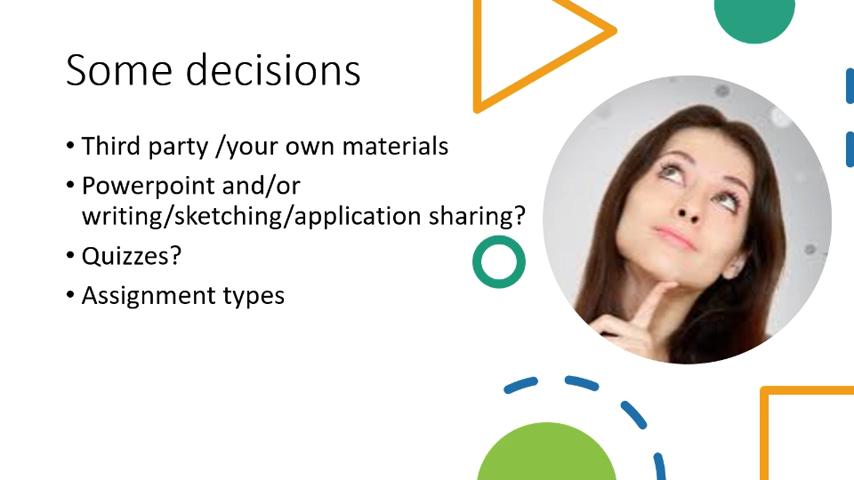 Some decisions
• Third party /your own materials
• Powerpoint and/or
writing/sketching/application sharing?
• Quizzes?
• Assignment types